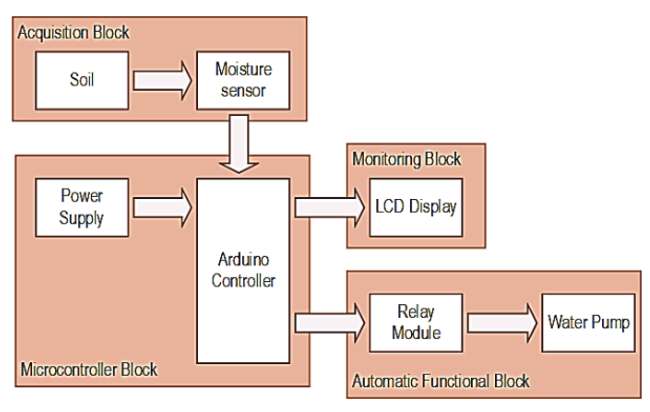 Acquisition Block
Soil
Moisture
sensor
Monitoring Block
LCD Display
Power
Supply
Arduino
Controller
Microcontroller Block
Relay
Module
Water Pump
Automatic Functional Block